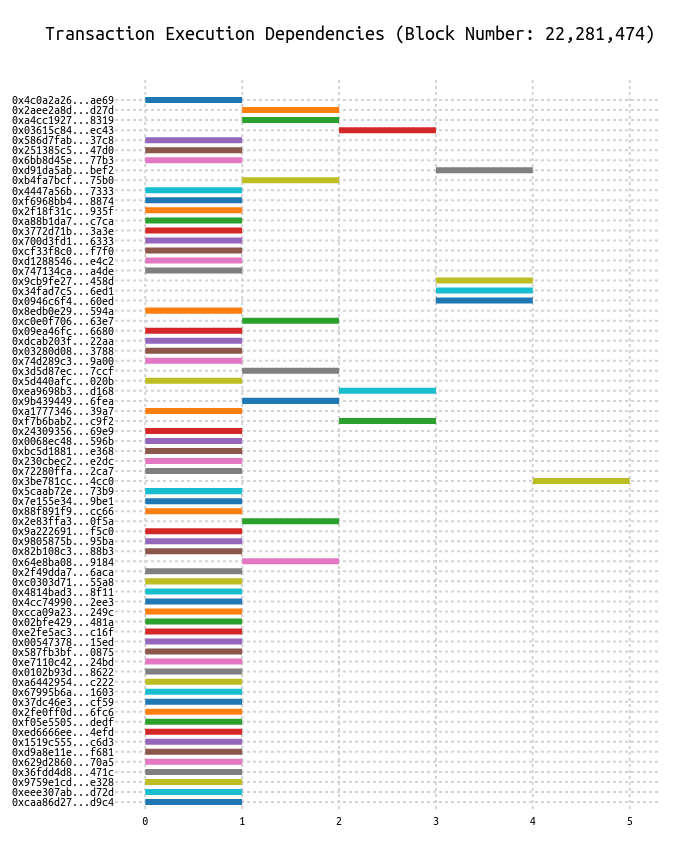 Transaction Execution Dependencies (Block Number: 22,281,474)
0x4c0a2a26...ae69
0x2aee2a8d...d27d
0xa4cc1927...8319
0x03615c84...ec43
0x586d7fab...37c8
0x251385c5...47d0
0x6bb8d45e...77b3
0xd91da5ab...bef2
0xb4fa7bcf...75b0
0x4447a56b...7333
0xf6968bb4...8874
0x2f18f31c...935f
0xa88b1da7...c7ca
0x3772d71b...3a3e
0x700d3fd1...6333
0xcf33f8c0...f7f0
0xd1288546...e4c2
0x747134ca...a4de
0x9cb9fe27...458d
0x34fad7c5...6ed1
0x0946c6f4...60ed
0x8edb0e29...594a
0xc0e0f706...63e7
0x09ea46fc...6680
0xdcab203f...22aa
0x03280d08...3788
0x74d289c3...9a00
0x3d5d87ec...7ccf
0x5d440afc...020b
0xea9698b3...d168
0x9b439449...6fea
0xa1777346...39a7
0xf7b6bab2...c9f2
0x24309356...69e9
0x0068ec48...596b
0xbc5d1881...e368
0x230cbec2...e2dc
0x72280ffa...2ca7
0x3be781cc...4cc0
0x5caab72e...73b9
0x7e155e34...9be1
0x88f891f9...cc66
0x2e83ffa3...0f5a
0x9a222691...f5c0
0x9805875b...95ba
0x82b108c3...88b3
0x64e8ba08...9184
0x2f49dda7...6aca
0xc0303d71...55a8
0x4814bad3...8f11
0x4cc74990...2ee3
0xcca09a23...249c
0x02bfe429...481a
0xe2fe5ac3...c16f
0x00547378...15ed
0x587fb3bf...0875
0xe7110c42...24bd
0x0102b93d...8622
0xa6442954...c222
0x67995b6a...1603
0x37dc46e3...cf59
0x2fe0ff0d...6fc6
0xf05e5505...dedf
0xed6666ee...4efd
0x1519c555...c6d3
0xd9a8e11e...f681
0x629d2860...70a5
0x36fdd4d8...471c
0x9759e1cd...e328
0xeee307ab...d72d
0xcaa86d27...d9c4
0 1 2 3 4 5